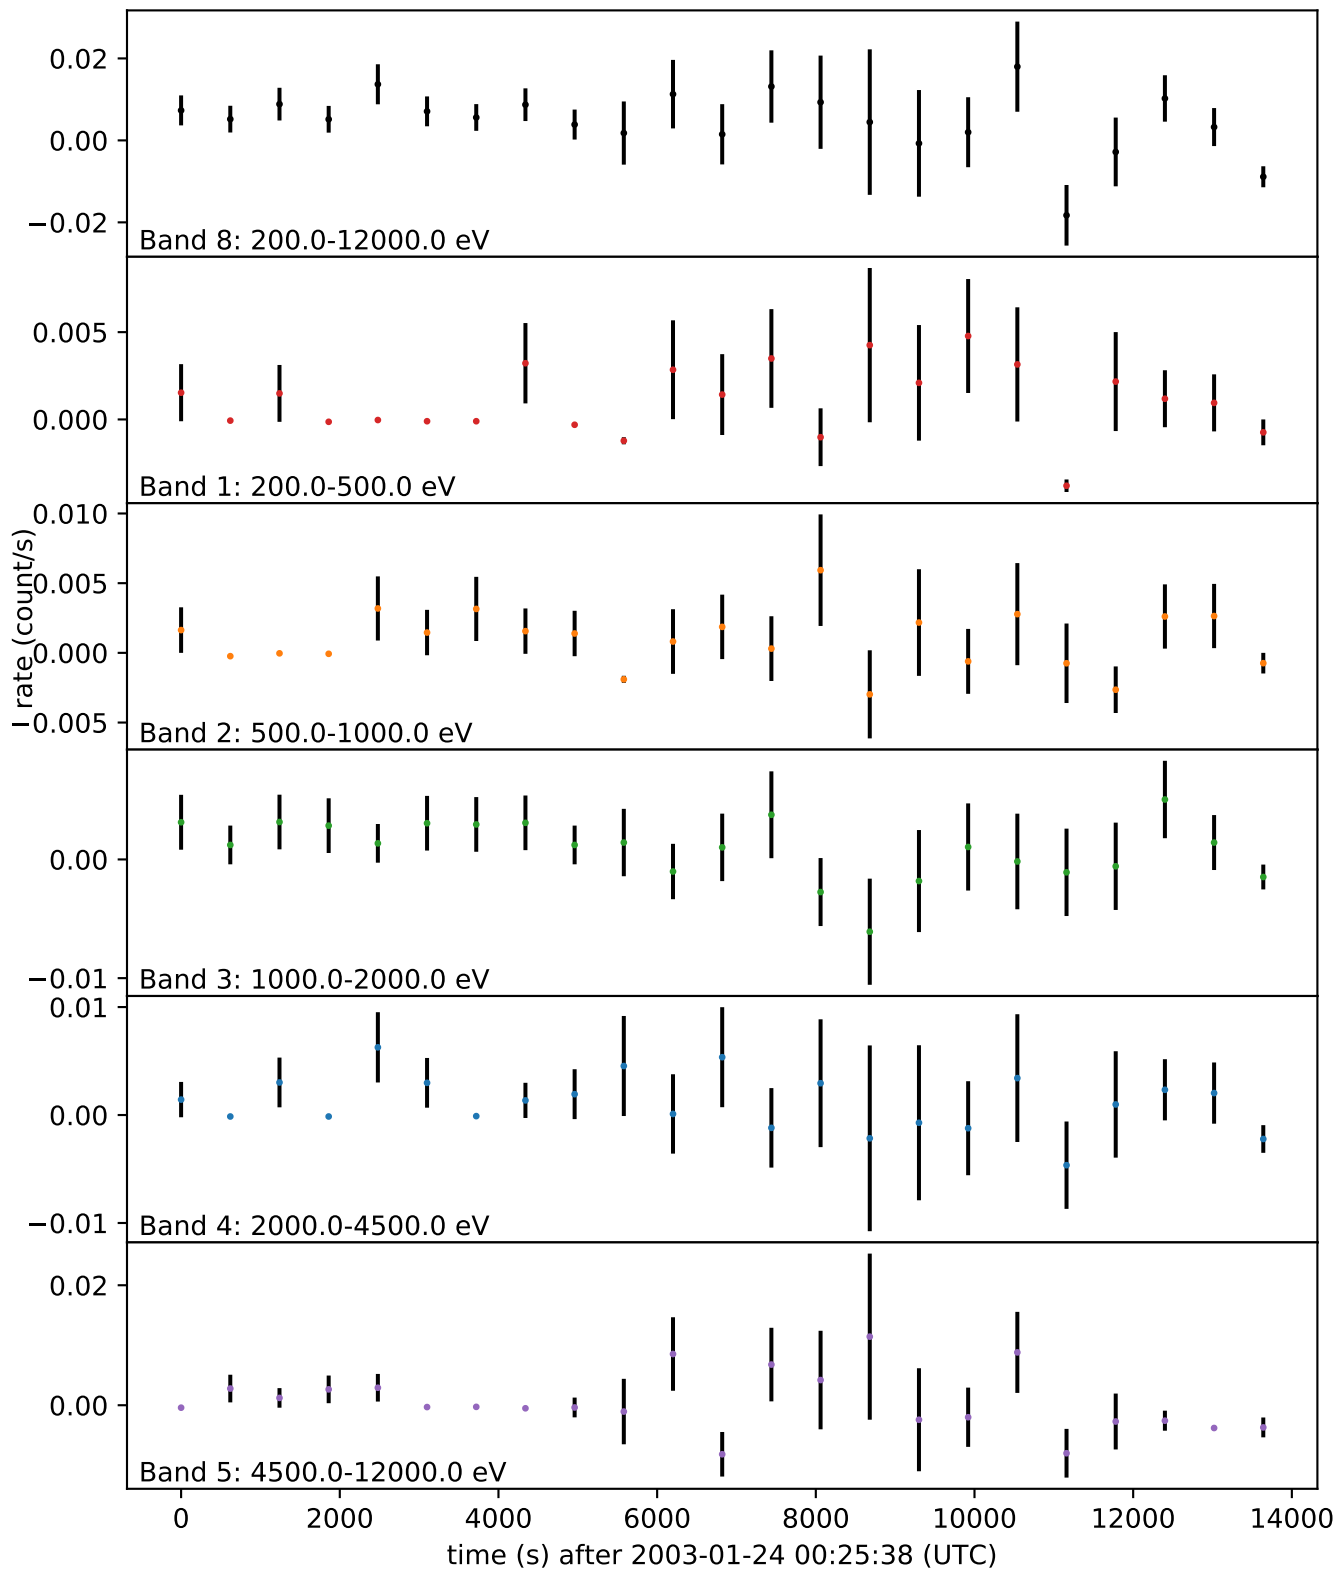 0.02
0.00
−0.02
Band 8: 200.0-12000.0 eV
0.005
0.000
Band 1: 200.0-500.0 eV
0.010
0.005
0.000
−0.005
rate (count/s)
Band 2: 500.0-1000.0 eV
0.00
−0.01
Band 3: 1000.0-2000.0 eV
0.01
0.00
−0.01
Band 4: 2000.0-4500.0 eV
0.02
0.00
Band 5: 4500.0-12000.0 eV
0 2000 4000 6000 8000 10000 12000 14000
time (s) after 2003-01-24 00:25:38 (UTC)